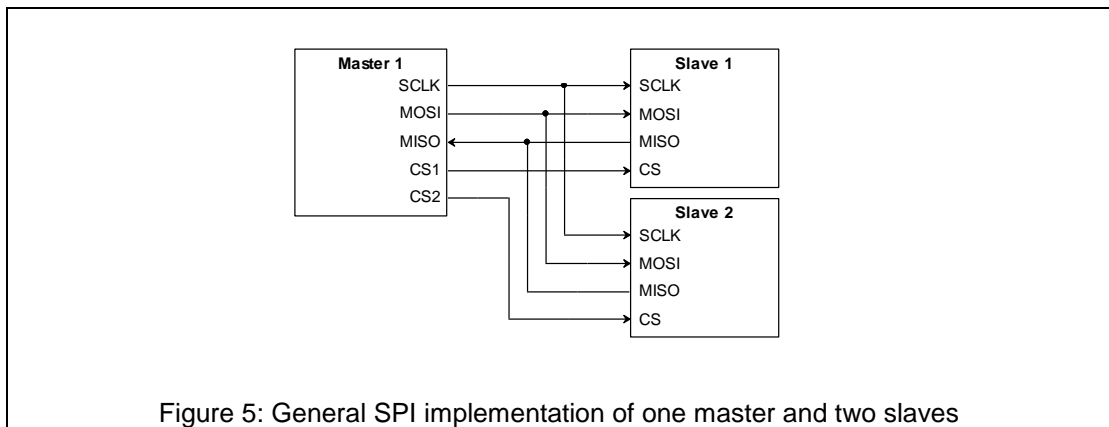 Master 1
SCLK
MOSI
MISO
CS1
CS2
Slave 1
SCLK
MOSI
MISO
CS
Slave 2
SCLK
MOSI
MISO
CS
Figure 5: General SPI implementation of one master and two slaves